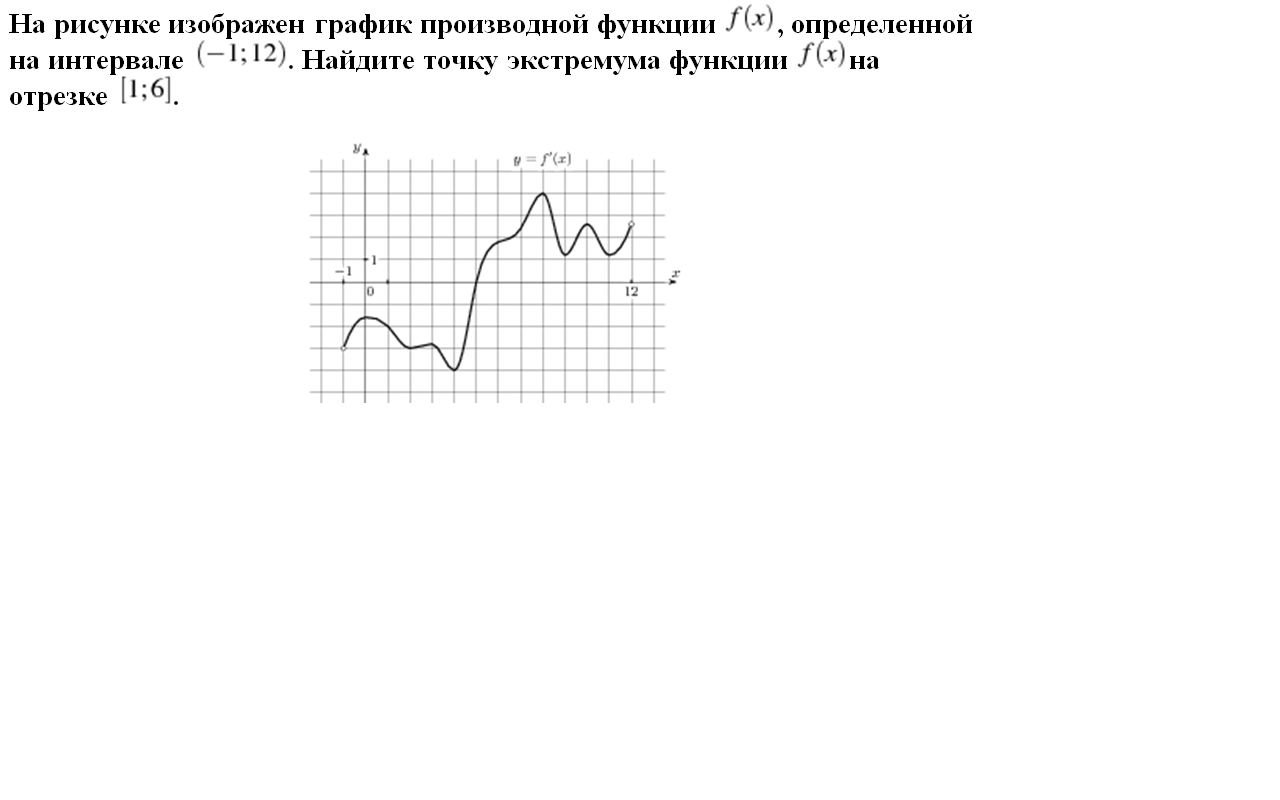 На рисунке изображен график производной функции f(x), определенной
на интервале (−1;12). Найдите точку экстремума функции f(x) на
отрезке [1;6].
y
y = f'(x)
1
−1
x
0
12